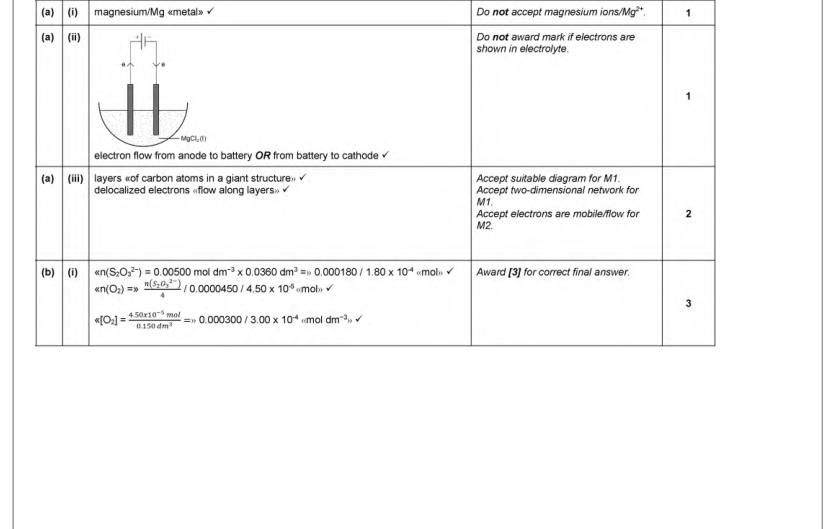 (a) (i) magnesium/Mg «metal» ✓ Do not accept magnesium ions/Mg²⁺. 1
(a) (ii) Do not award mark if electrons are
shown in electrolyte.
e e
1
MgCl₂(l)
electron flow from anode to battery OR from battery to cathode ✓
(a) (iii) layers «of carbon atoms in a giant structure» ✓ Accept suitable diagram for M1.
delocalized electrons «flow along layers» ✓ Accept two-dimensional network for
M1.
Accept electrons are mobile/flow for 2
M2.
(b) (i) «n(S₂O₃²⁻) = 0.00500 mol dm⁻³ x 0.0360 dm³ =» 0.000180 / 1.80 x 10⁻⁴ «mol» ✓ Award [3] for correct final answer.
«n(O₂) =» n(S₂O₃²⁻)/4 / 0.0000450 / 4.50 x 10⁻⁵ «mol» ✓
3
«[O₂] = 4.50x10⁻⁵ mol/0.150 dm³ =» 0.000300 / 3.00 x 10⁻⁴ «mol dm⁻³» ✓